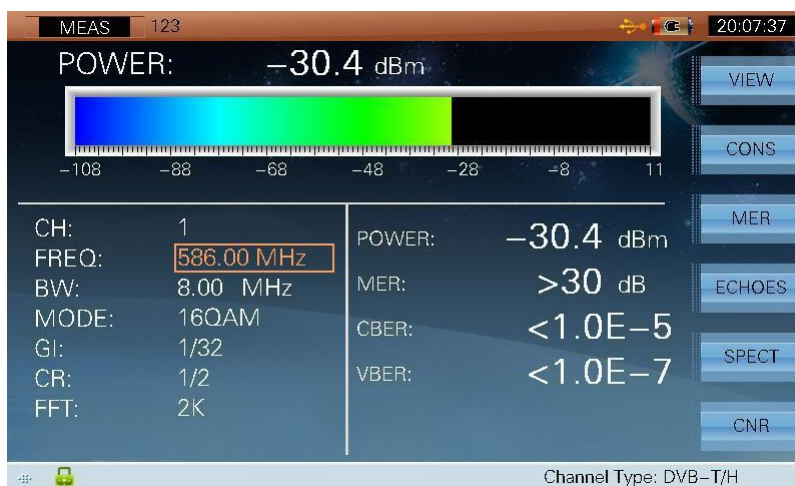 MEAS 123 20:07:37
POWER: −30.4 dBm
−108 −88 −68 −48 −28 −8 11
CH: 1
FREQ: 586.00 MHz
BW: 8.00 MHz
MODE: 16QAM
GI: 1/32
CR: 1/2
FFT: 2K
POWER: −30.4 dBm
MER: >30 dB
CBER: <1.0E−5
VBER: <1.0E−7
VIEW
CONS
MER
ECHOES
SPECT
CNR
Channel Type: DVB−T/H